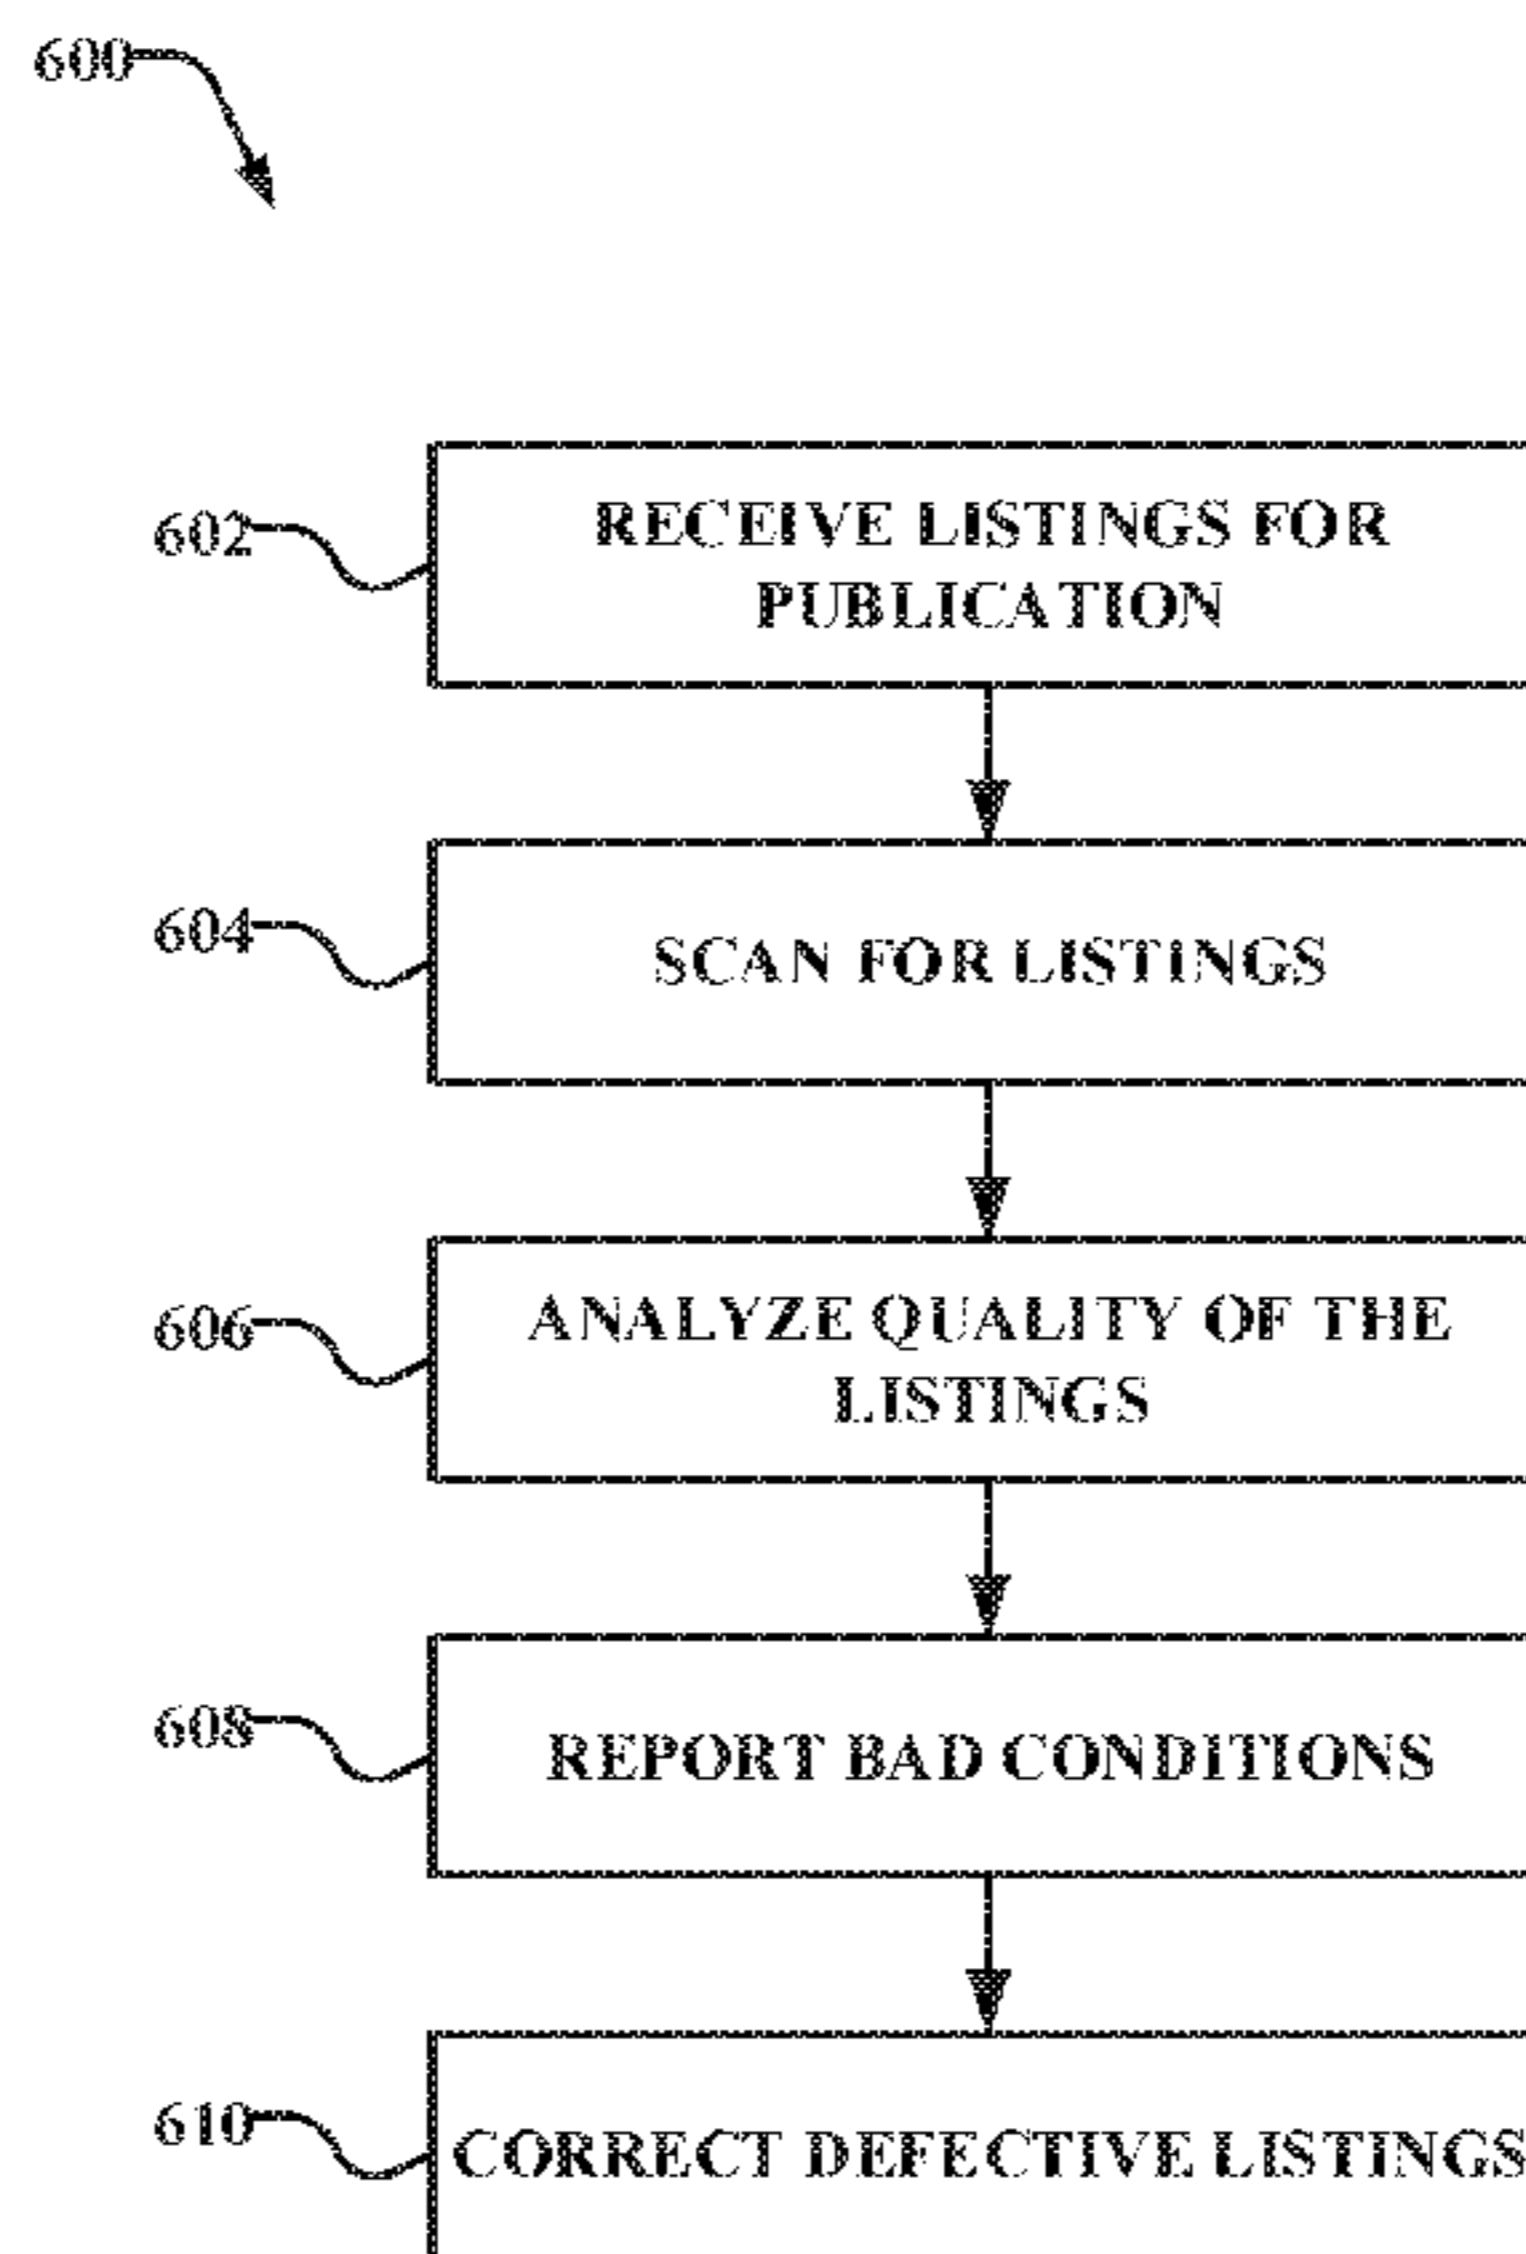 600
602
RECEIVE LISTINGS FOR
PUBLICATION
604
SCAN FOR LISTINGS
606
ANALYZE QUALITY OF THE
LISTINGS
608
REPORT BAD CONDITIONS
610
CORRECT DEFECTIVE LISTINGS